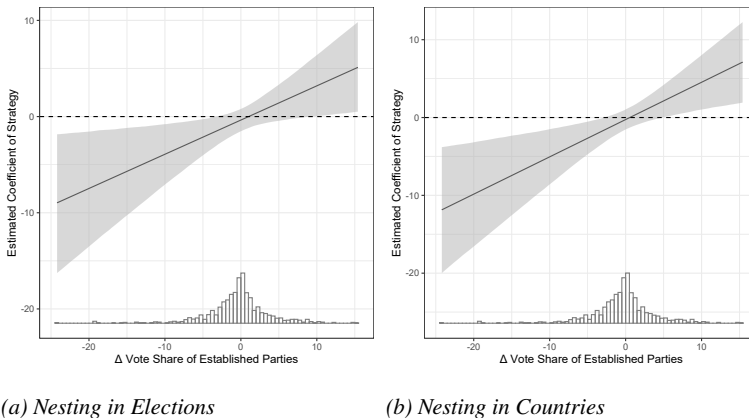 10
0
-10
-20
Estimated Coefficient of Strategy
-20
-10
0
10
Δ Vote Share of Established Parties
(a) Nesting in Elections
10
0
-10
-20
Estimated Coefficient of Strategy
-20
-10
0
10
Δ Vote Share of Established Parties
(b) Nesting in Countries